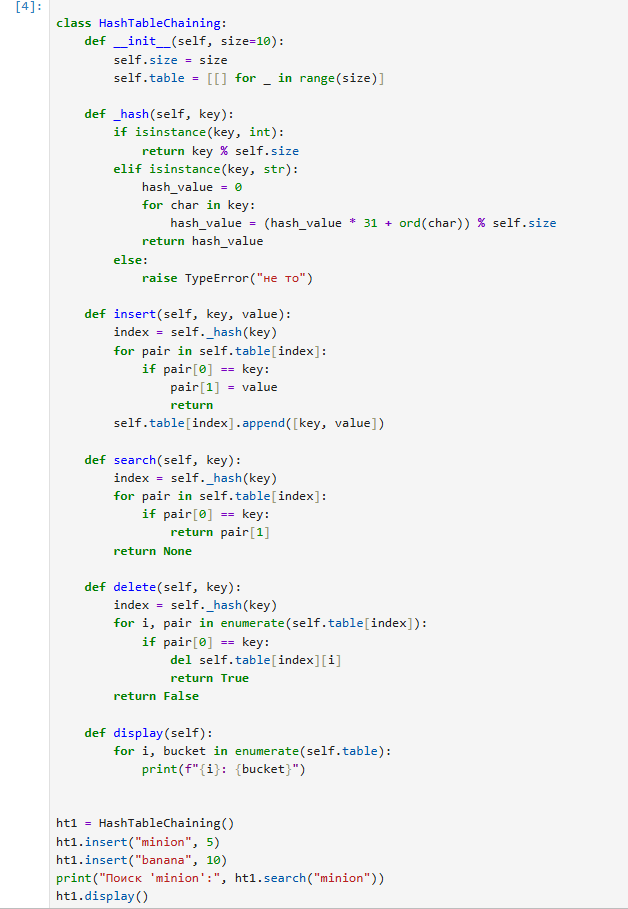 [4]:
class HashTableChaining:
    def __init__(self, size=10):
        self.size = size
        self.table = [[] for _ in range(size)]

    def _hash(self, key):
        if isinstance(key, int):
            return key % self.size
        elif isinstance(key, str):
            hash_value = 0
            for char in key:
                hash_value = (hash_value * 31 + ord(char)) % self.size
            return hash_value
        else:
            raise TypeError("не то")

    def insert(self, key, value):
        index = self._hash(key)
        for pair in self.table[index]:
            if pair[0] == key:
                pair[1] = value
                return
        self.table[index].append([key, value])

    def search(self, key):
        index = self._hash(key)
        for pair in self.table[index]:
            if pair[0] == key:
                return pair[1]
        return None

    def delete(self, key):
        index = self._hash(key)
        for i, pair in enumerate(self.table[index]):
            if pair[0] == key:
                del self.table[index][i]
                return True
        return False

    def display(self):
        for i, bucket in enumerate(self.table):
            print(f"{i}: {bucket}")


ht1 = HashTableChaining()
ht1.insert("minion", 5)
ht1.insert("banana", 10)
print("Поиск 'minion':", ht1.search("minion"))
ht1.display()